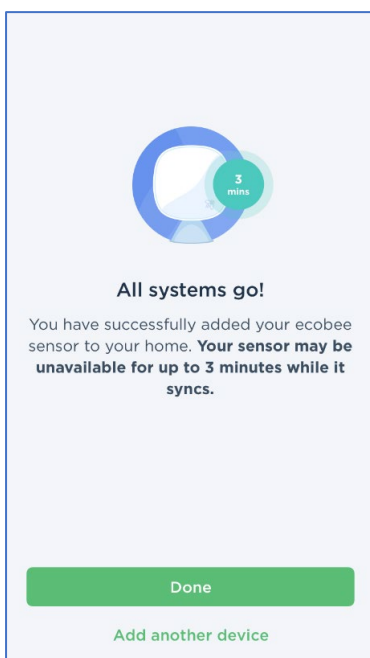 3
mins
All systems go!
You have successfully added your ecobee
sensor to your home. Your sensor may be
unavailable for up to 3 minutes while it
syncs.
Done
Add another device